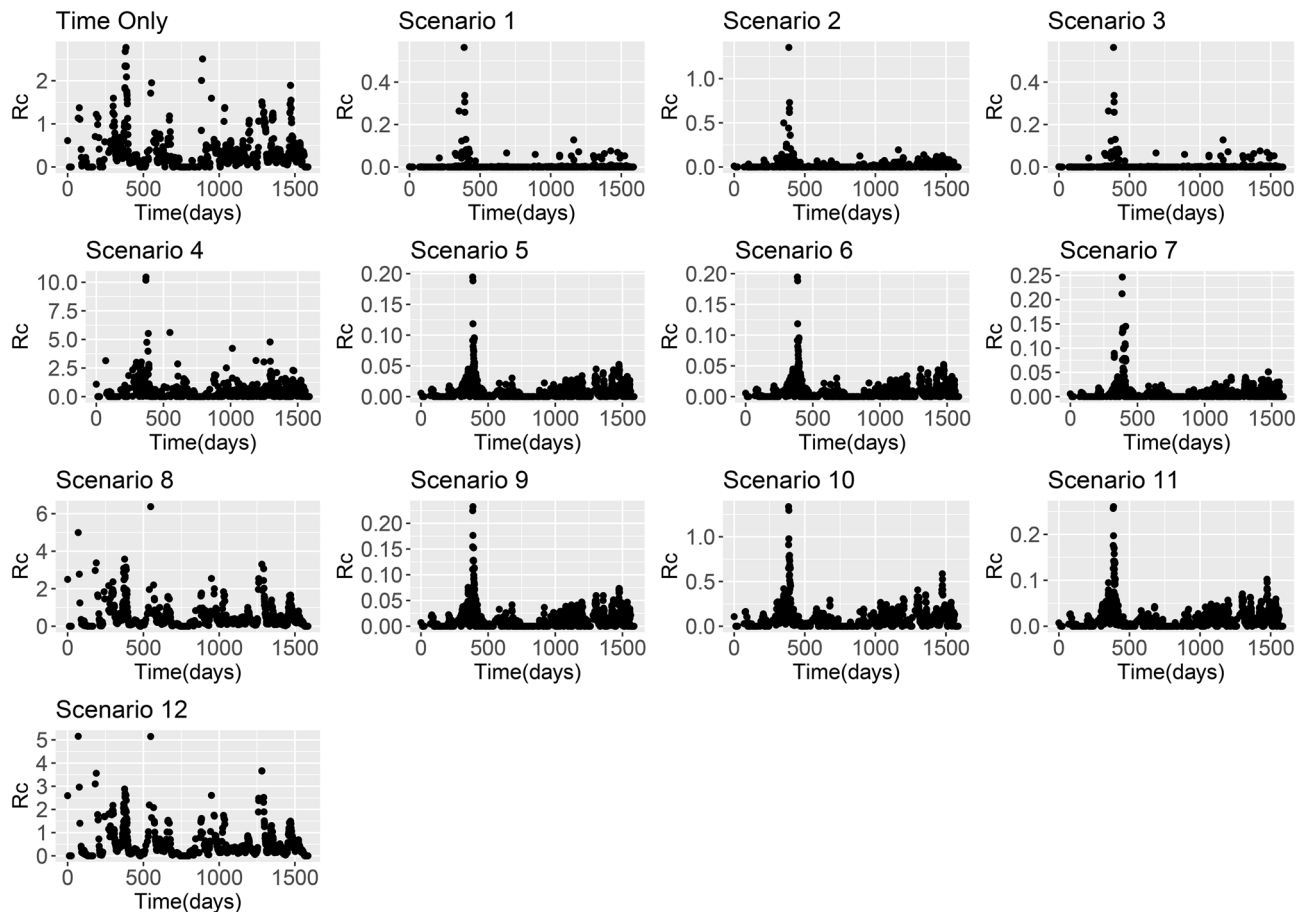 Time Only
Scenario 1
Scenario 2
Scenario 3
Rc
2
1
0
0 500 1000 1500
Time(days)
Rc
0.4
0.2
0.0
0 500 1000 1500
Time(days)
Rc
1.0
0.5
0.0
0 500 1000 1500
Time(days)
Rc
0.4
0.2
0.0
0 500 1000 1500
Time(days)
Scenario 4
Scenario 5
Scenario 6
Scenario 7
Rc
10.0
7.5
5.0
2.5
0.0
0 500 1000 1500
Time(days)
Rc
0.20
0.15
0.10
0.05
0.00
0 500 1000 1500
Time(days)
Rc
0.20
0.15
0.10
0.05
0.00
0 500 1000 1500
Time(days)
Rc
0.25
0.20
0.15
0.10
0.05
0.00
0 500 1000 1500
Time(days)
Scenario 8
Scenario 9
Scenario 10
Scenario 11
Rc
6
4
2
0
0 500 1000 1500
Time(days)
Rc
0.20
0.15
0.10
0.05
0.00
0 500 1000 1500
Time(days)
Rc
1.0
0.5
0.0
0 500 1000 1500
Time(days)
Rc
0.2
0.1
0.0
0 500 1000 1500
Time(days)
Scenario 12
Rc
5
4
3
2
1
0
0 500 1000 1500
Time(days)